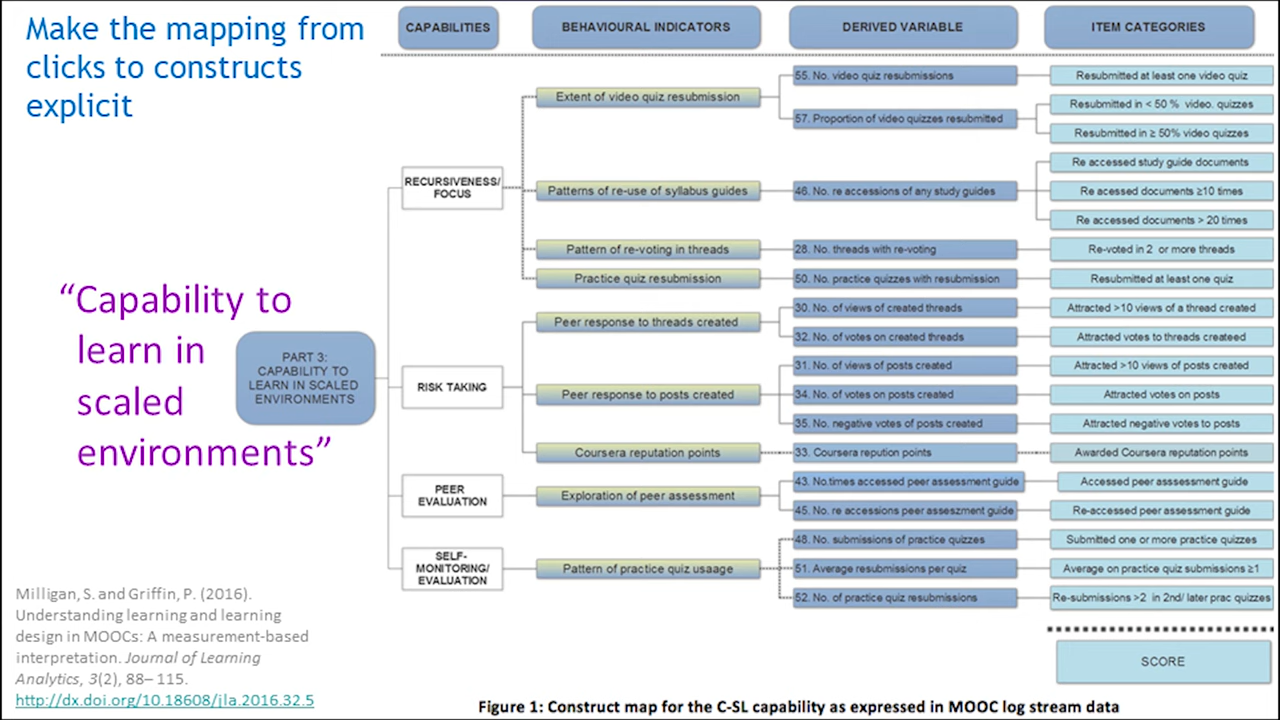 Make the mapping from
clicks to constructs
explicit
“Capability to
learn in
scaled
environments”
Milligan, S. and Griffin, P. (2016).
Understanding learning and learning
design in MOOCs: A measurement-based
interpretation. Journal of Learning
Analytics, 3(2), 88– 115.
http://dx.doi.org/10.18608/jla.2016.32.5
PART 3:
CAPABILITY TO
LEARN IN SCALED
ENVIRONMENTS
CAPABILITIES
BEHAVIOURAL INDICATORS
DERIVED VARIABLE
ITEM CATEGORIES
RECURSIVENESS/
FOCUS
Extent of video quiz resubmission
55. No. video quiz resubmissions
Resubmitted at least one video quiz
57. Proportion of video quizzes resubmitted
Resubmitted in < 50 % video. quizzes
Resubmitted in ≥ 50% video quizzes
Patterns of re-use of syllabus guides
46. No. re accessions of any study guides
Re accessed study guide documents
Re acessed documents ≥10 times
Re accessed documents > 20 times
Pattern of re-voting in threads
28. No. threads with re-voting
Re-voted in 2 or more threads
Practice quiz resubmission
50. No. practice quizzes with resubmission
Resubmitted at least one quiz
RISK TAKING
Peer response to threads created
30. No. of views of created threads
Attracted >10 views of a thread created
32. No. of votes on created threads
Attracted votes to threads createed
Peer response to posts created
31. No. of views of posts created
Attracted >10 views of posts created
34. No. of votes on posts created
Attracted votes on posts
35. No. negative votes of posts created
Attracted negative votes to posts
Coursera reputation points
33. Coursera repution points
Awarded Coursera reputation points
PEER
EVALUATION
Exploration of peer assessment
43. No.times accessed peer assessment guide
Accessed peer asssessment guide
45. No. re accessions peer asseszment guide
Re-accessed peer assessment guide
SELF-
MONITORING/
EVALUATION
Pattern of practice quiz usaage
48. No. submissions of practice quizzes
Submitted one or more practice quizzes
51. Average resubmissions per quiz
Average on practice quiz submissions ≥1
52. No. of practice quiz resubmissions
Re-submissions >2 in 2nd/ later prac quizzes
SCORE
Figure 1: Construct map for the C-SL capability as expressed in MOOC log stream data